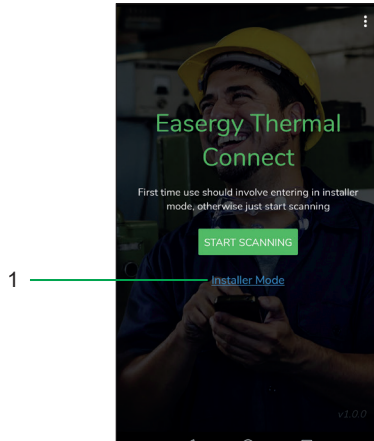 Easergy Thermal
Connect
First time use should involve entering in installer
mode, otherwise just start scanning
START SCANNING
1
Installer Mode
v1.0.0